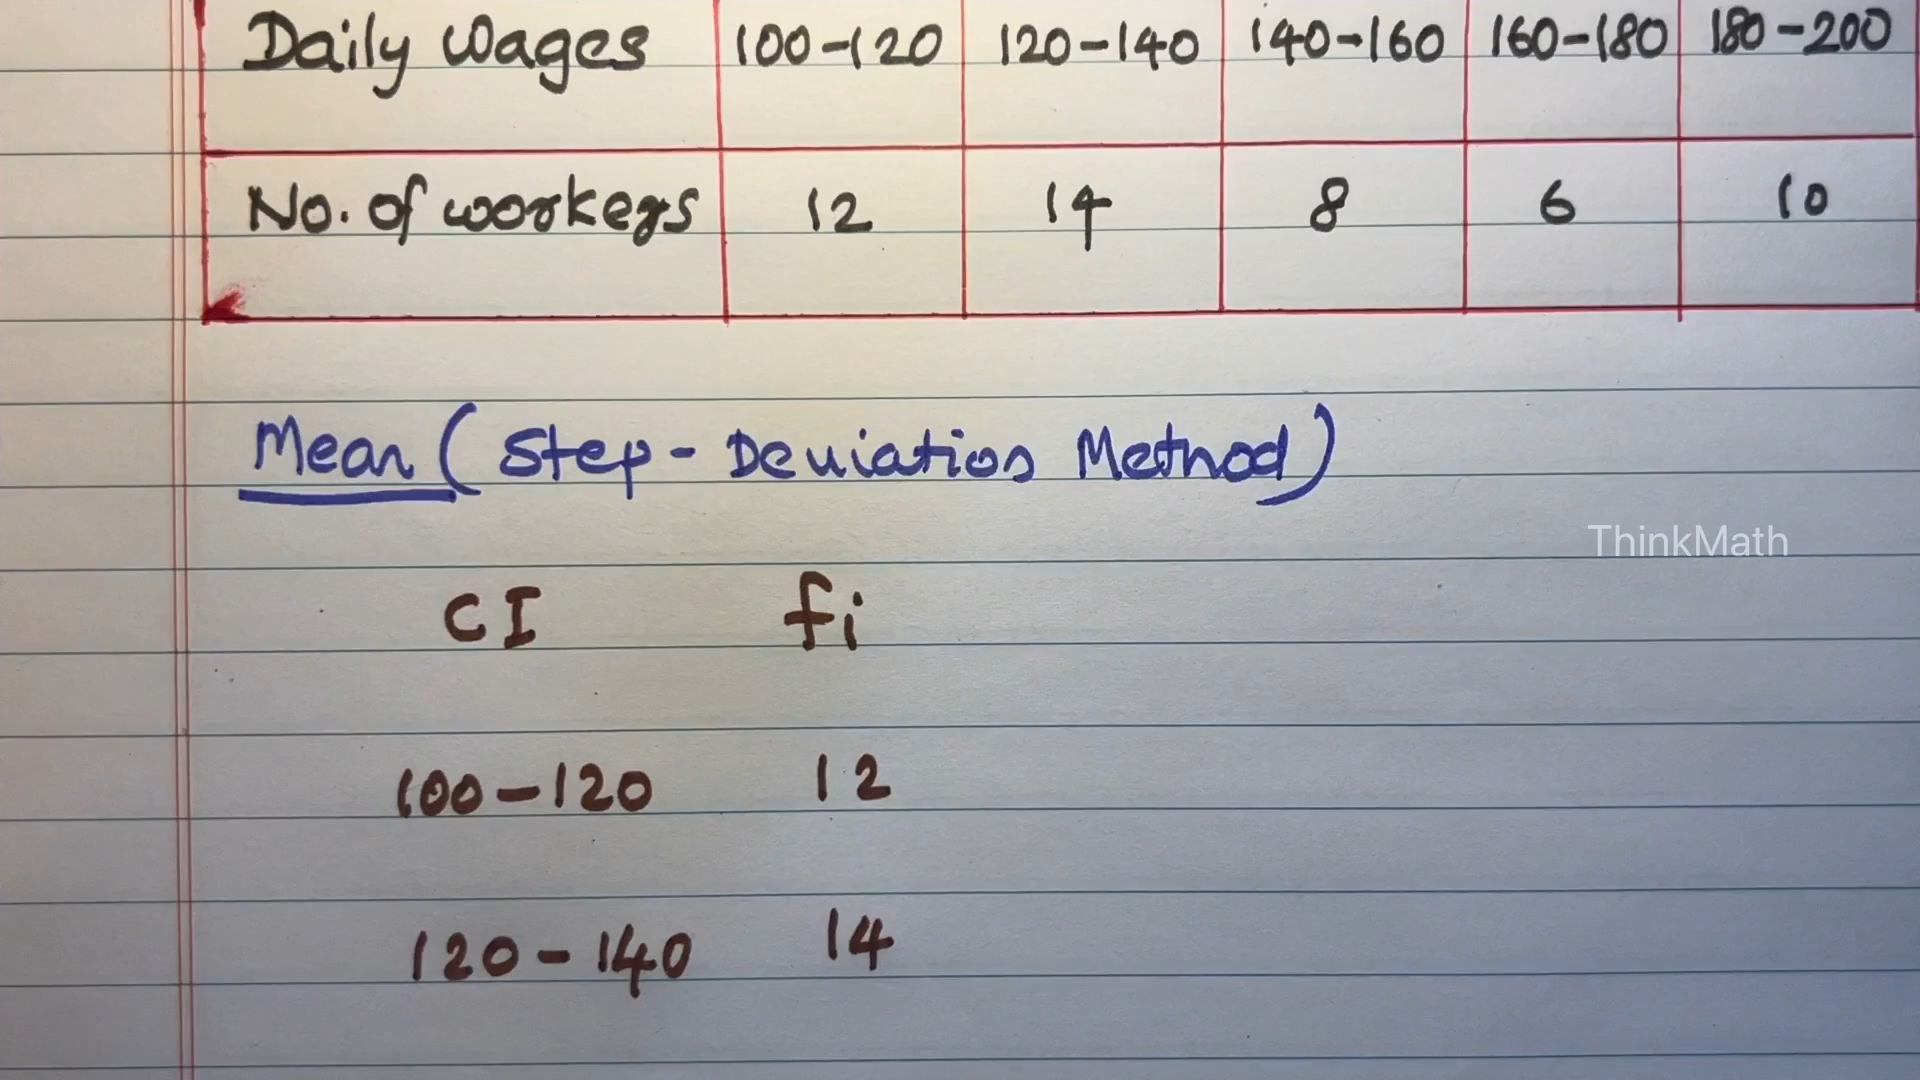 Daily wages 100-120 120-140 140-160 160-180 180-200
No. of workers 12 14 8 6 10
Mean (Step-Deviation Method)
ThinkMath
CI fi
100-120 12
120-140 14